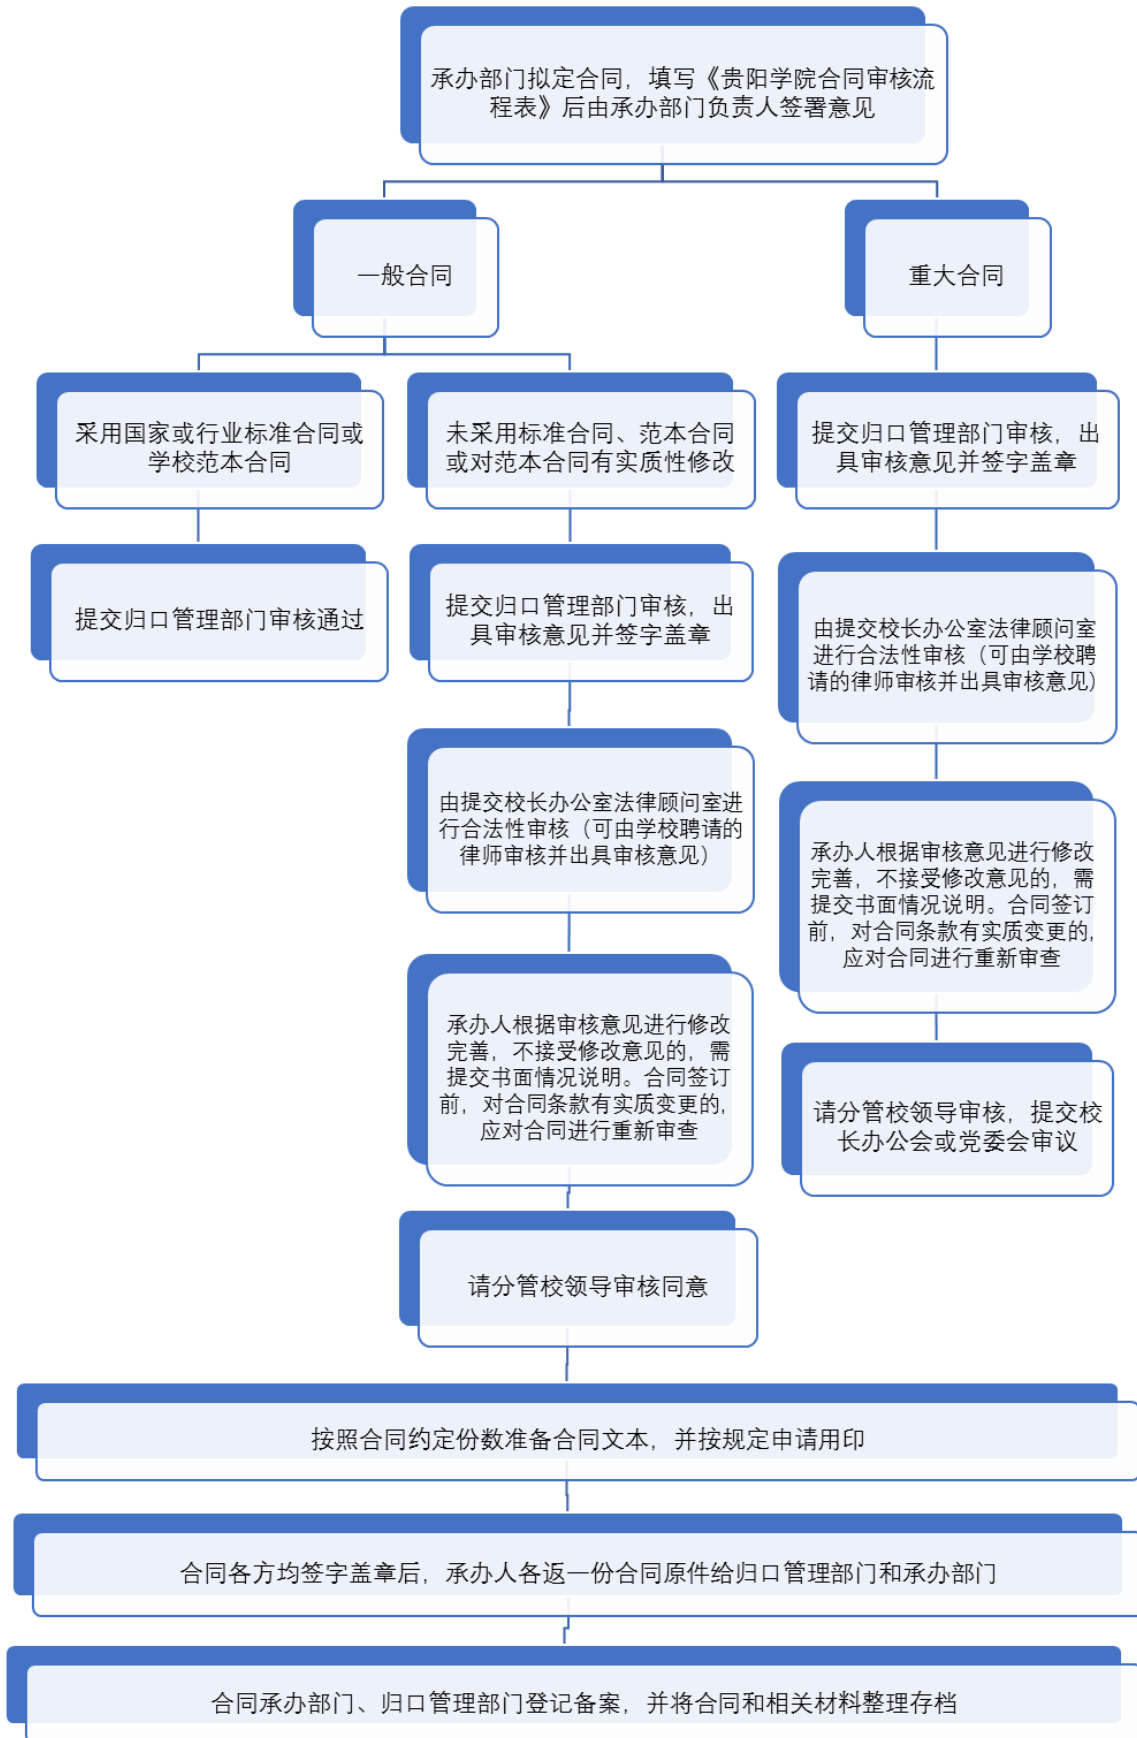 承办部门拟定合同，填写《贵阳学院合同审核流
程表》后由承办部门负责人签署意见
一般合同
重大合同
采用国家或行业标准合同或
学校范本合同
未采用标准合同、范本合同
或对范本合同有实质性修改
提交归口管理部门审核，出
具审核意见并签字盖章
提交归口管理部门审核通过
提交归口管理部门审核，出
具审核意见并签字盖章
由提交校长办公室法律顾问室
进行合法性审核（可由学校聘
请的律师审核并出具审核意见）
由提交校长办公室法律顾问室进
行合法性审核（可由学校聘请的
律师审核并出具审核意见）
承办人根据审核意见进行修改
完善，不接受修改意见的，需
提交书面情况说明。合同签订
前，对合同条款有实质变更的，
应对合同进行重新审查
承办人根据审核意见进行修改
完善，不接受修改意见的，需
提交书面情况说明。合同签订
前，对合同条款有实质变更的，
应对合同进行重新审查
请分管校领导审核，提交校
长办公会或党委会审议
请分管校领导审核同意
按照合同约定份数准备合同文本，并按规定申请用印
合同各方均签字盖章后，承办人各返一份合同原件给归口管理部门和承办部门
合同承办部门、归口管理部门登记备案，并将合同和相关材料整理存档